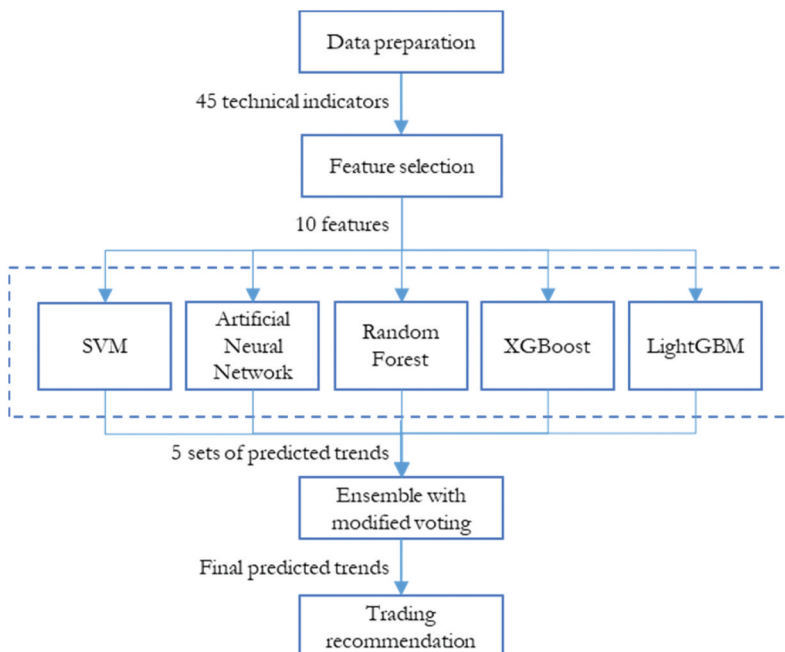 Data preparation
45 technical indicators
Feature selection
10 features
SVM
Artificial
Neural
Network
Random
Forest
XGBoost
LightGBM
5 sets of predicted trends
Ensemble with
modified voting
Final predicted trends
Trading
recommendation